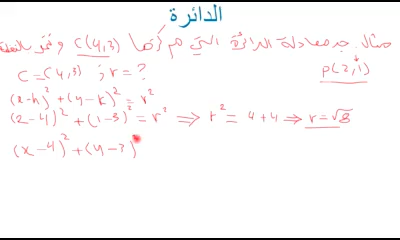 الدائرة
مثال. جد معادلة الدائرة التي مركزها C(4,3) وتمر بالنقطة
C=(4,3) ; r=? P(2,1)
(x-h)²+(y-k)²=r²
(2-4)²+(1-3)²=r² ⟹ r²=4+4 ⟹ r=√8
(x-4)²+(y-3)